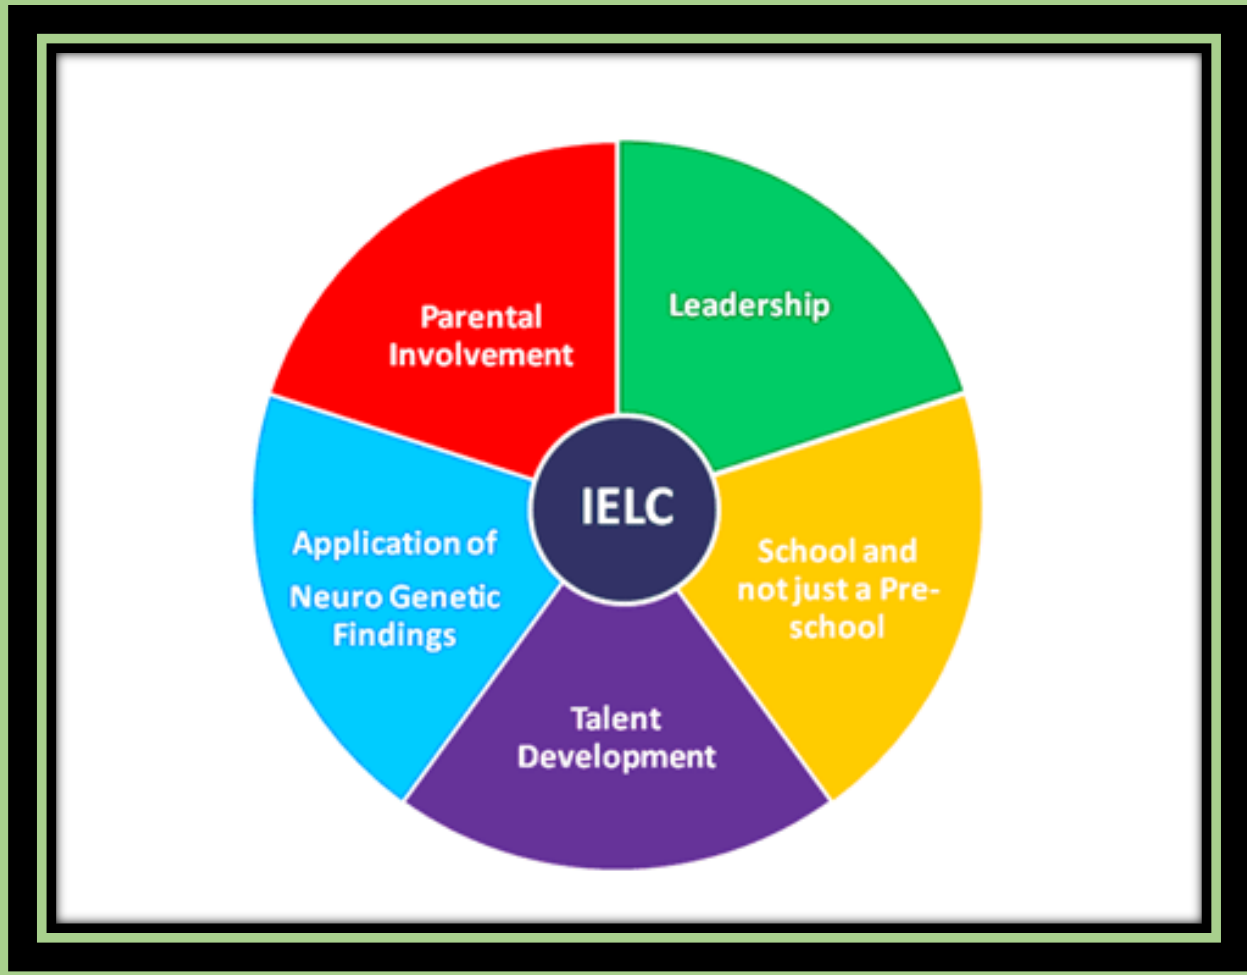 Parental
Involvement
Leadership
IELC
Application of
Neuro Genetic
Findings
School and
not just a Pre-
school
Talent
Development